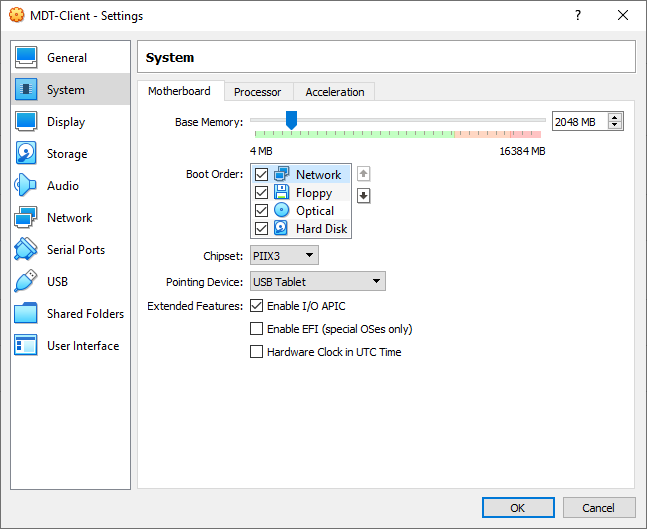 MDT-Client - Settings
?
General
System
Display
Storage
Audio
Network
Serial Ports
USB
Shared Folders
User Interface
System
Motherboard Processor Acceleration
Base Memory: 2048 MB
4 MB 16384 MB
Boot Order: Network
Floppy
Optical
Hard Disk
Chipset: PIIX3
Pointing Device: USB Tablet
Extended Features: Enable I/O APIC
Enable EFI (special OSes only)
Hardware Clock in UTC Time
OK Cancel